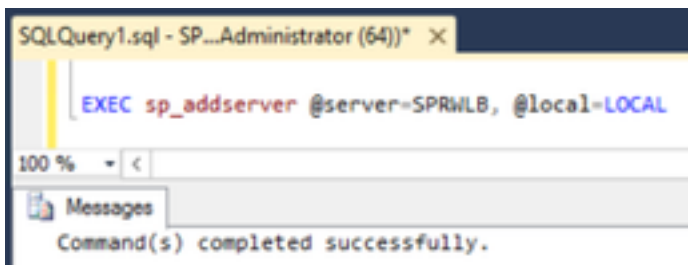 SQLQuery1.sql - SP...Administrator (64))* ×
EXEC sp_addserver @server=SPRWLB, @local=LOCAL
100 %
Messages
Command(s) completed successfully.